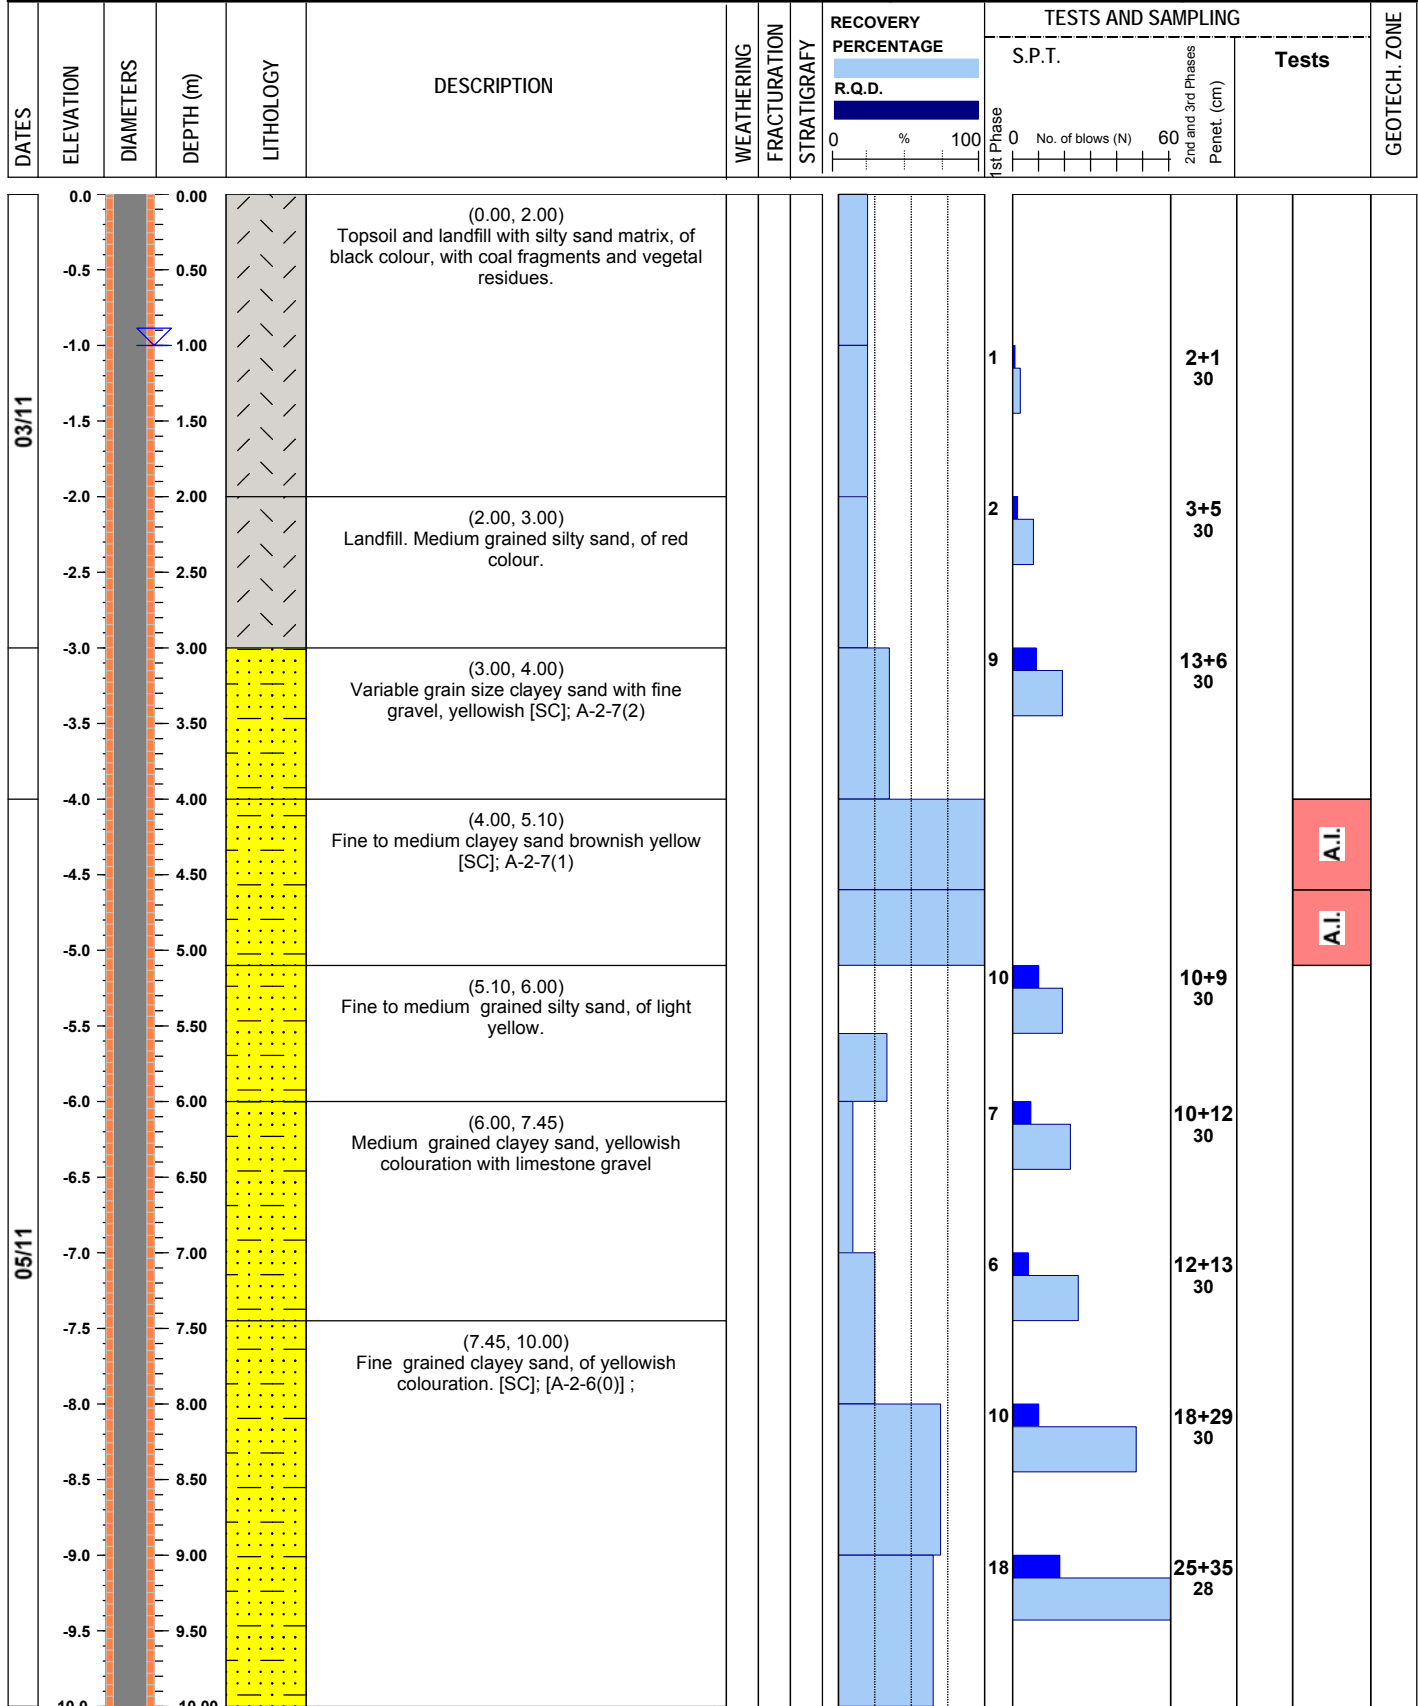 DATES
ELEVATION
DIAMETERS
DEPTH (m)
LITHOLOGY
DESCRIPTION
WEATHERING
FRACTURATION
STRATIGRAFY
RECOVERY
PERCENTAGE
R.Q.D.
0 % 100
TESTS AND SAMPLING
S.P.T.
1st Phase
0 No. of blows (N) 60
2nd and 3rd Phases
Penet. (cm)
Tests
GEOTECH. ZONE
0.0 0.00
(0.00, 2.00)
Topsoil and landfill with silty sand matrix, of
black colour, with coal fragments and vegetal
residues.
-0.5 0.50
-1.0 1.00
1 2+1
30
03/11
-1.5 1.50
-2.0 2.00
(2.00, 3.00)
Landfill. Medium grained silty sand, of red
colour.
2 3+5
30
-2.5 2.50
-3.0 3.00
(3.00, 4.00)
Variable grain size clayey sand with fine
gravel, yellowish [SC]; A-2-7(2)
9 13+6
30
-3.5 3.50
-4.0 4.00
(4.00, 5.10)
Fine to medium clayey sand brownish yellow
[SC]; A-2-7(1)
A.I.
-4.5 4.50
A.I.
-5.0 5.00
(5.10, 6.00)
Fine to medium grained silty sand, of light
yellow.
10 10+9
30
-5.5 5.50
-6.0 6.00
(6.00, 7.45)
Medium grained clayey sand, yellowish
colouration with limestone gravel
7 10+12
30
-6.5 6.50
05/11
-7.0 7.00
6 12+13
30
-7.5 7.50
(7.45, 10.00)
Fine grained clayey sand, of yellowish
colouration. [SC]; [A-2-6(0)] ;
-8.0 8.00
10 18+29
30
-8.5 8.50
-9.0 9.00
18 25+35
28
-9.5 9.50
-10.0 10.00